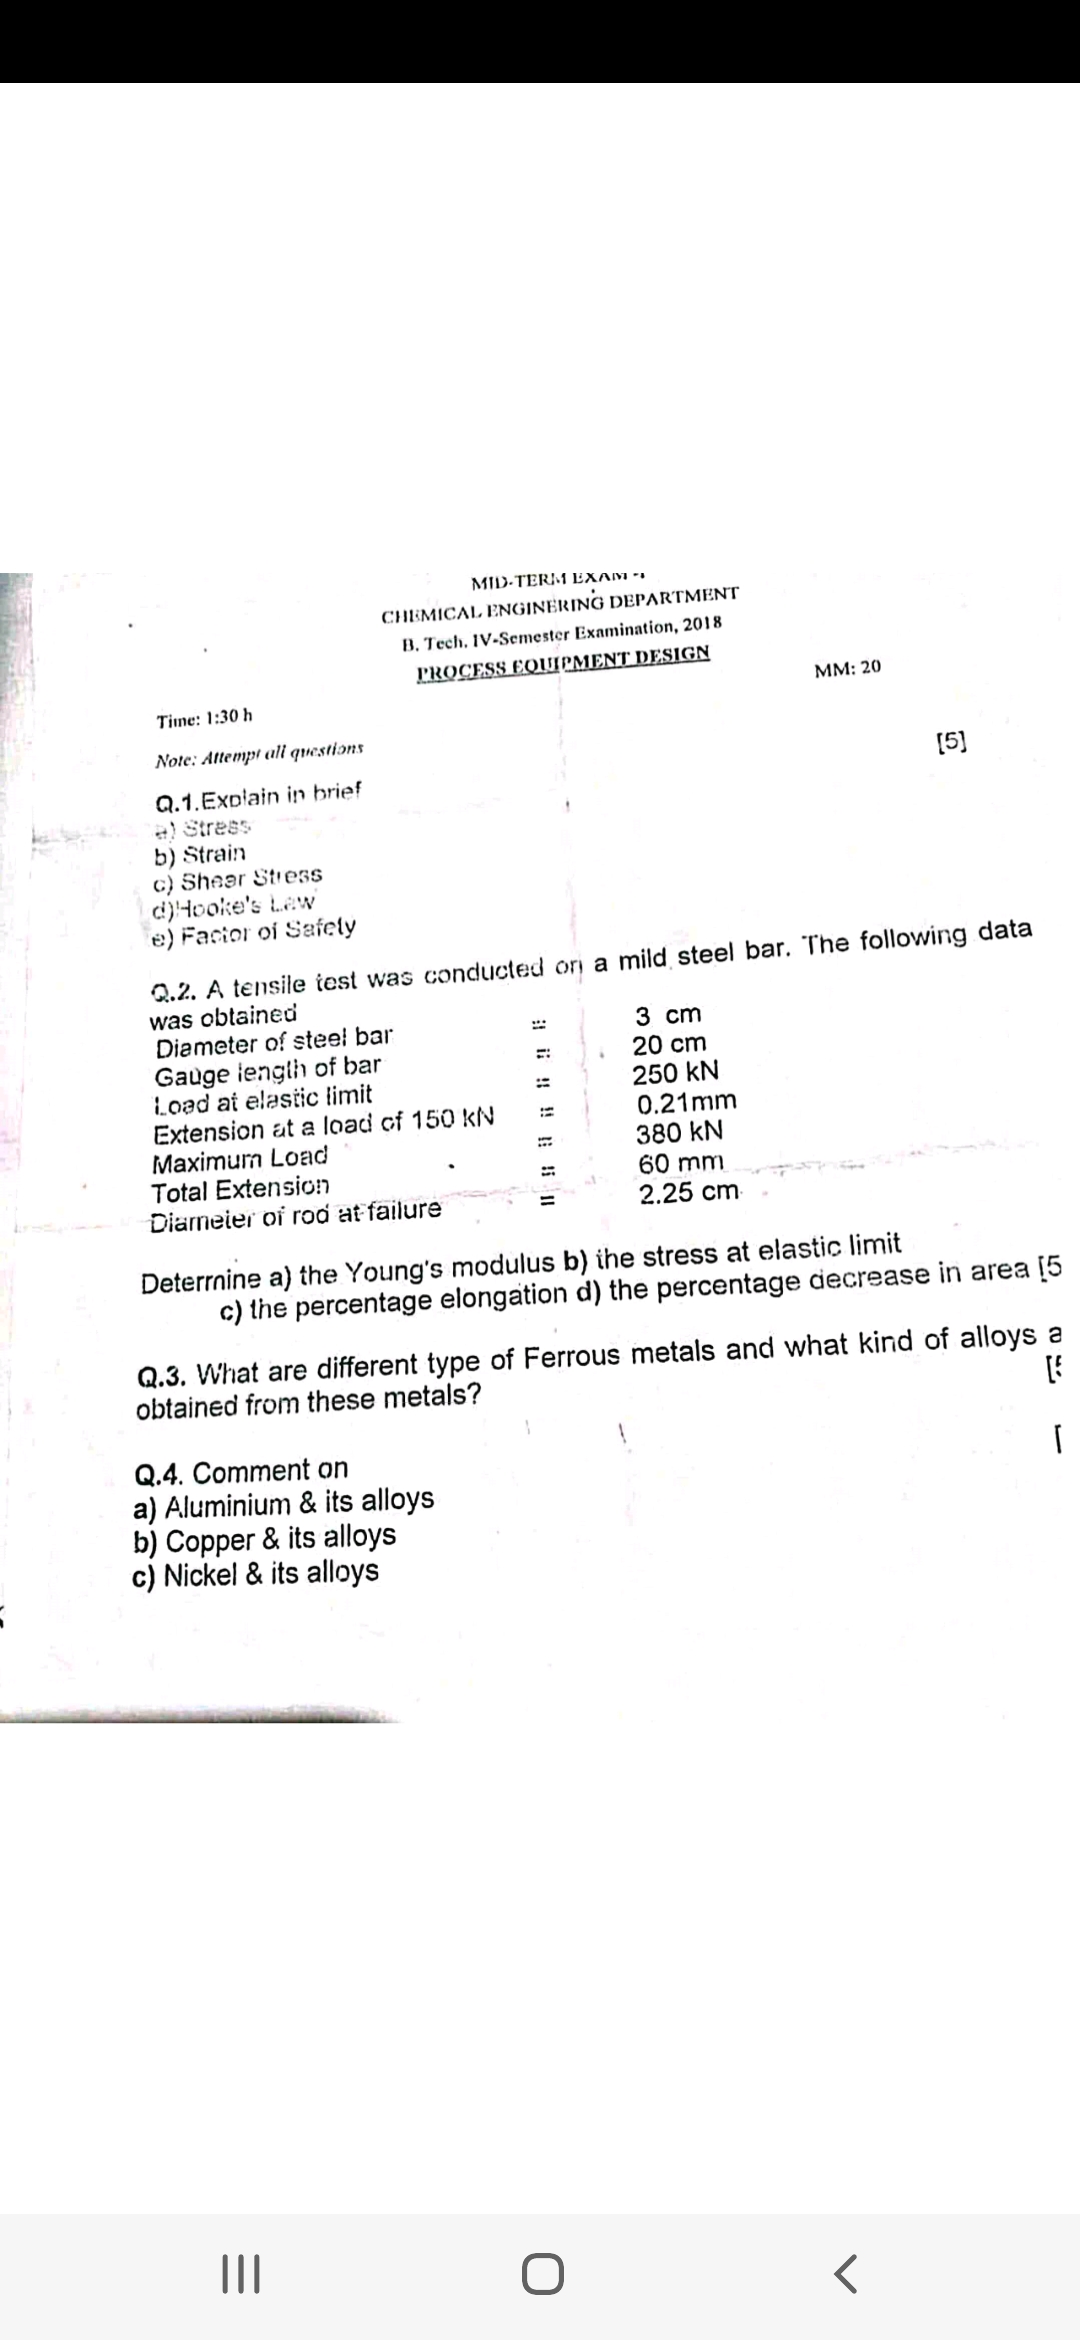 MID-TERM EXAM -I
CHEMICAL ENGINERING DEPARTMENT
B. Tech. IV-Semester Examination, 2018
PROCESS EQUIPMENT DESIGN
MM: 20
Time: 1:30 h
Note: Attempt all questions
[5]
Q.1.Explain in brief
a) Stress
b) Strain
c) Shear Stress
d)Hooke's Law
e) Factor of Safety
Q.2. A tensile test was conducted on a mild steel bar. The following data
was obtained
Diameter of steel bar = 3 cm
Gauge length of bar = 20 cm
Load at elastic limit = 250 kN
Extension at a load of 150 kN = 0.21mm
Maximum Load = 380 kN
Total Extension = 60 mm
Diameter of rod at failure = 2.25 cm
Determine a) the Young's modulus b) the stress at elastic limit
c) the percentage elongation d) the percentage decrease in area [5
Q.3. What are different type of Ferrous metals and what kind of alloys a
obtained from these metals? [5
[
Q.4. Comment on
a) Aluminium & its alloys
b) Copper & its alloys
c) Nickel & its alloys